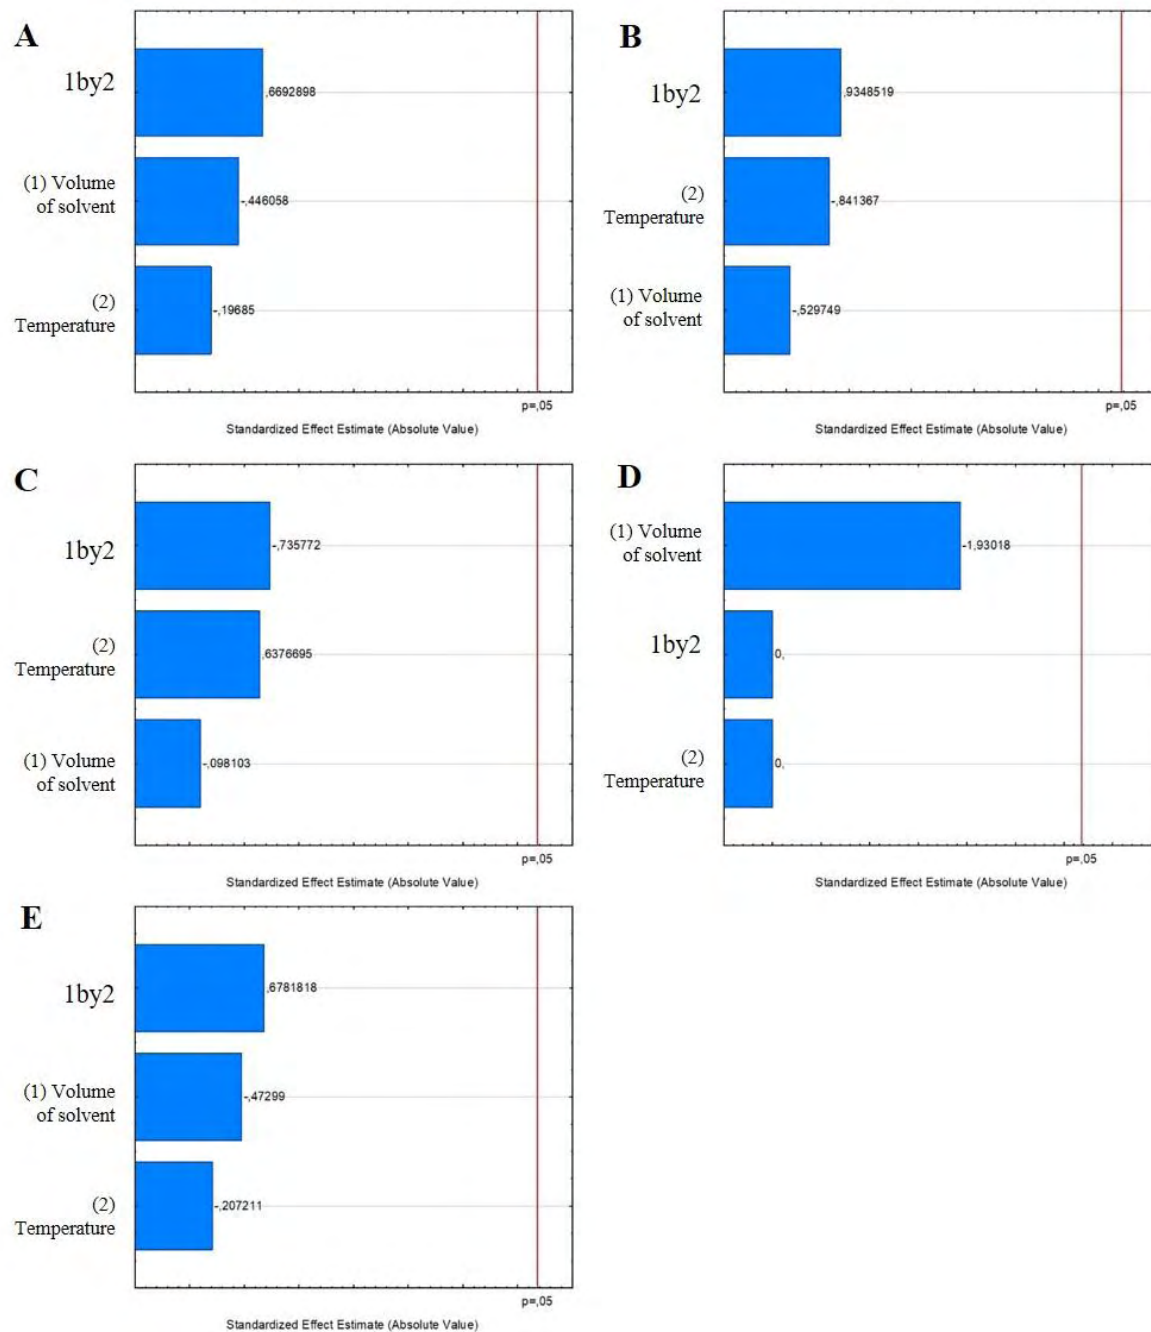 A
1by2
,6692898
(1) Volume
of solvent
-,446058
(2)
Temperature
-,19685
p=,05
Standardized Effect Estimate (Absolute Value)
B
1by2
,9348519
(2)
Temperature
-,841367
(1) Volume
of solvent
-,529749
p=,05
Standardized Effect Estimate (Absolute Value)
C
1by2
-,735772
(2)
Temperature
,6376695
(1) Volume
of solvent
-,098103
p=,05
Standardized Effect Estimate (Absolute Value)
D
(1) Volume
of solvent
-1,93018
1by2
0,
(2)
Temperature
0,
p=,05
Standardized Effect Estimate (Absolute Value)
E
1by2
,6781818
(1) Volume
of solvent
-,47299
(2)
Temperature
-,207211
p=,05
Standardized Effect Estimate (Absolute Value)